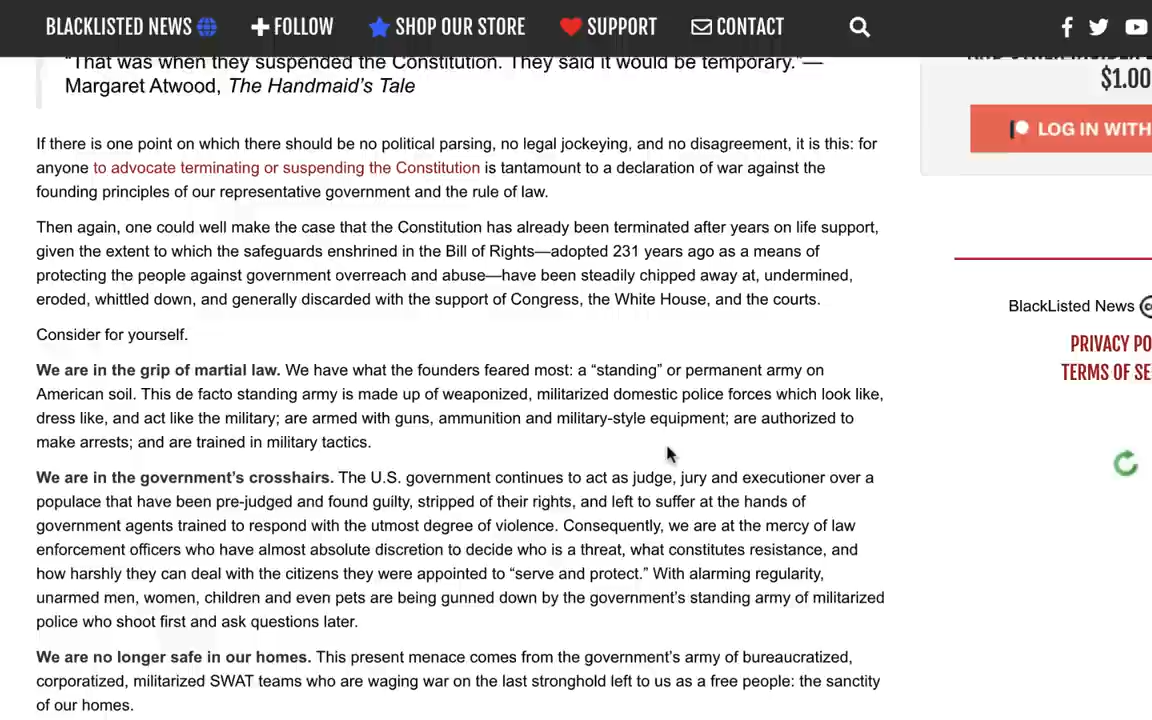 BLACKLISTED NEWS FOLLOW SHOP OUR STORE SUPPORT CONTACT
"That was when they suspended the Constitution. They said it would be temporary."—
Margaret Atwood, The Handmaid's Tale
If there is one point on which there should be no political parsing, no legal jockeying, and no disagreement, it is this: for
anyone to advocate terminating or suspending the Constitution is tantamount to a declaration of war against the
founding principles of our representative government and the rule of law.
Then again, one could well make the case that the Constitution has already been terminated after years on life support,
given the extent to which the safeguards enshrined in the Bill of Rights—adopted 231 years ago as a means of
protecting the people against government overreach and abuse—have been steadily chipped away at, undermined,
eroded, whittled down, and generally discarded with the support of Congress, the White House, and the courts.
Consider for yourself.
We are in the grip of martial law. We have what the founders feared most: a “standing” or permanent army on
American soil. This de facto standing army is made up of weaponized, militarized domestic police forces which look like,
dress like, and act like the military; are armed with guns, ammunition and military-style equipment; are authorized to
make arrests; and are trained in military tactics.
We are in the government’s crosshairs. The U.S. government continues to act as judge, jury and executioner over a
populace that have been pre-judged and found guilty, stripped of their rights, and left to suffer at the hands of
government agents trained to respond with the utmost degree of violence. Consequently, we are at the mercy of law
enforcement officers who have almost absolute discretion to decide who is a threat, what constitutes resistance, and
how harshly they can deal with the citizens they were appointed to “serve and protect.” With alarming regularity,
unarmed men, women, children and even pets are being gunned down by the government’s standing army of militarized
police who shoot first and ask questions later.
We are no longer safe in our homes. This present menace comes from the government’s army of bureaucratized,
corporatized, militarized SWAT teams who are waging war on the last stronghold left to us as a free people: the sanctity
of our homes.
$1.00
LOG IN WITH
BlackListed News
PRIVACY PO
TERMS OF SE